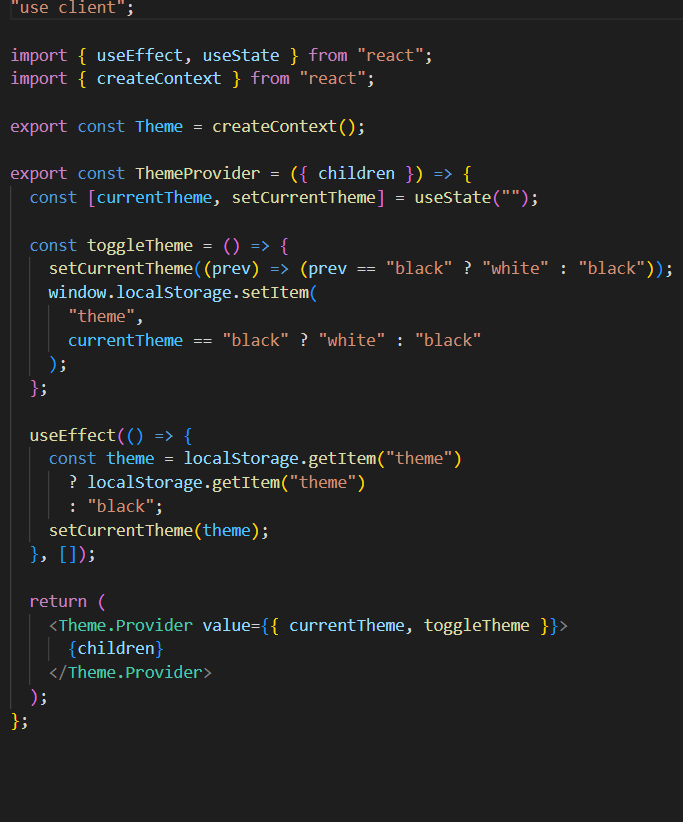 "use client";
import { useEffect, useState } from "react";
import { createContext } from "react";
export const Theme = createContext();
export const ThemeProvider = ({ children }) => {
const [currentTheme, setCurrentTheme] = useState("");
const toggleTheme = () => {
setCurrentTheme((prev) => (prev == "black" ? "white" : "black"));
window.localStorage.setItem(
"theme",
currentTheme == "black" ? "white" : "black"
);
};
useEffect(() => {
const theme = localStorage.getItem("theme")
? localStorage.getItem("theme")
: "black";
setCurrentTheme(theme);
}, []);
return (
<Theme.Provider value={{ currentTheme, toggleTheme }}>
{children}
</Theme.Provider>
);
};